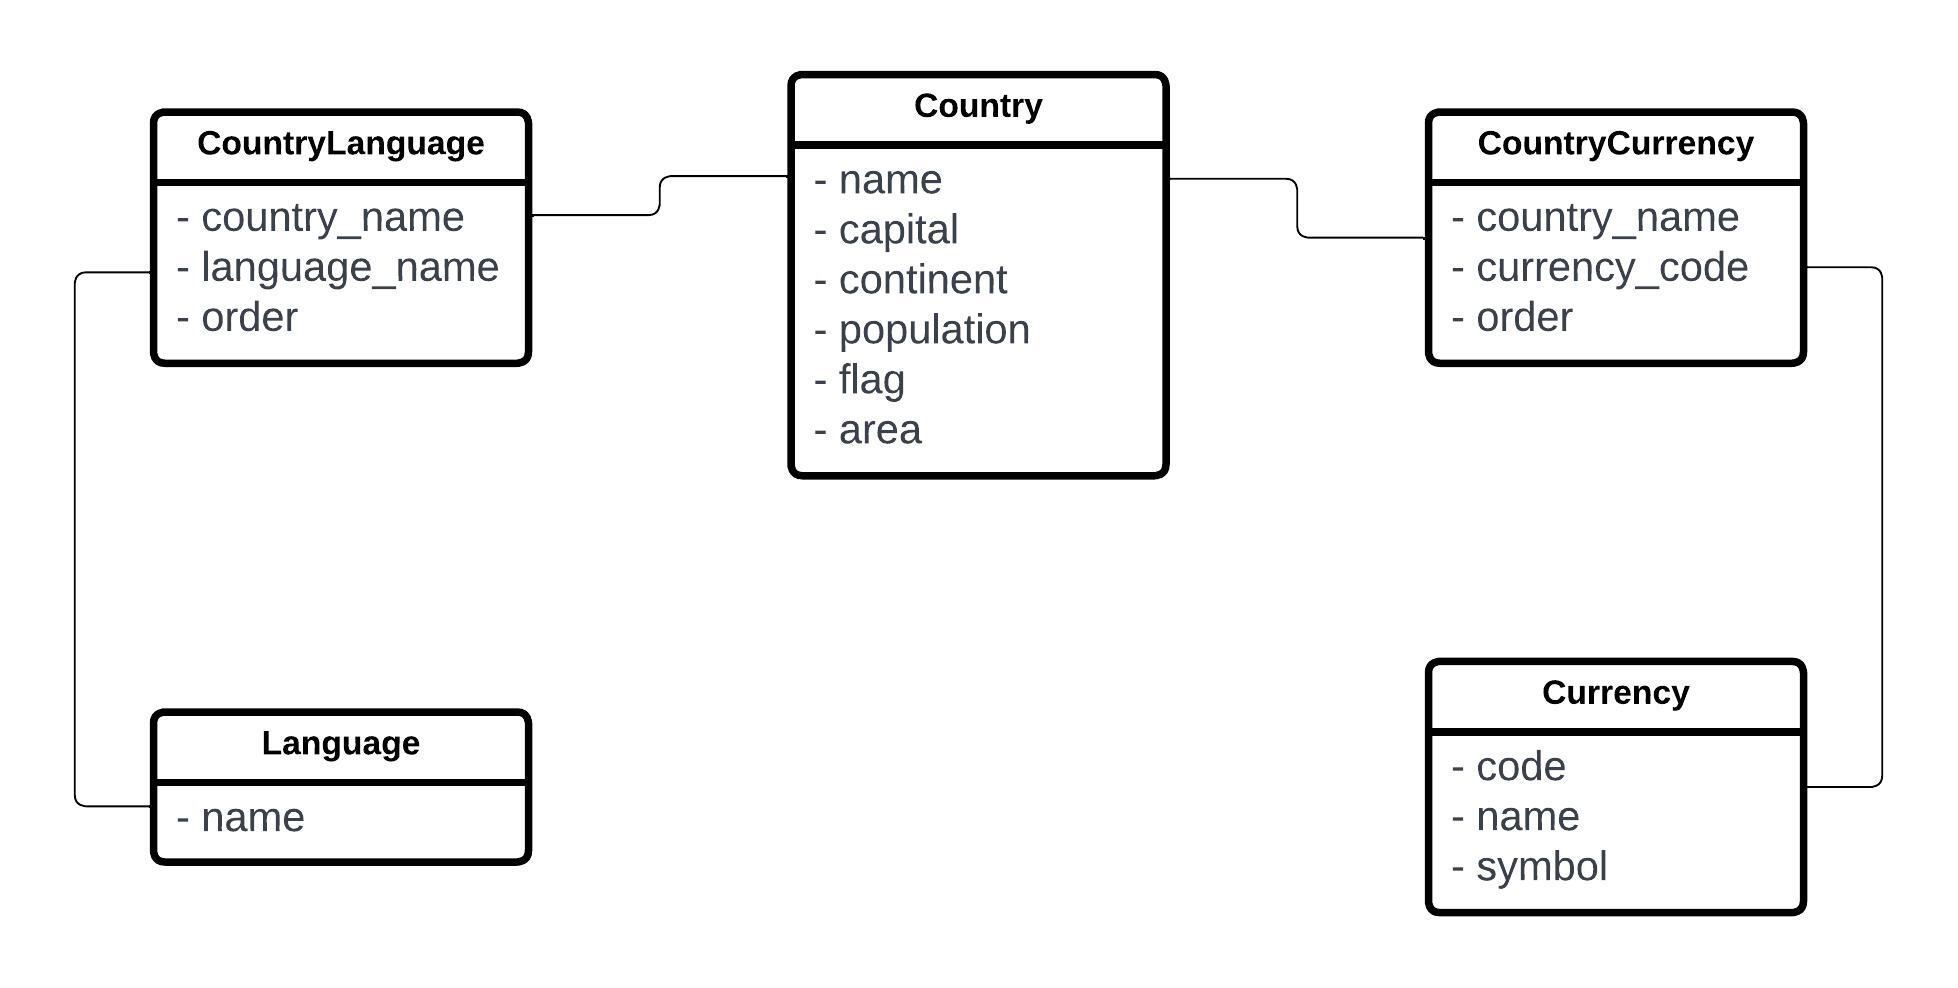 CountryLanguage
- country_name
- language_name
- order
Country
- name
- capital
- continent
- population
- flag
- area
CountryCurrency
- country_name
- currency_code
- order
Language
- name
Currency
- code
- name
- symbol